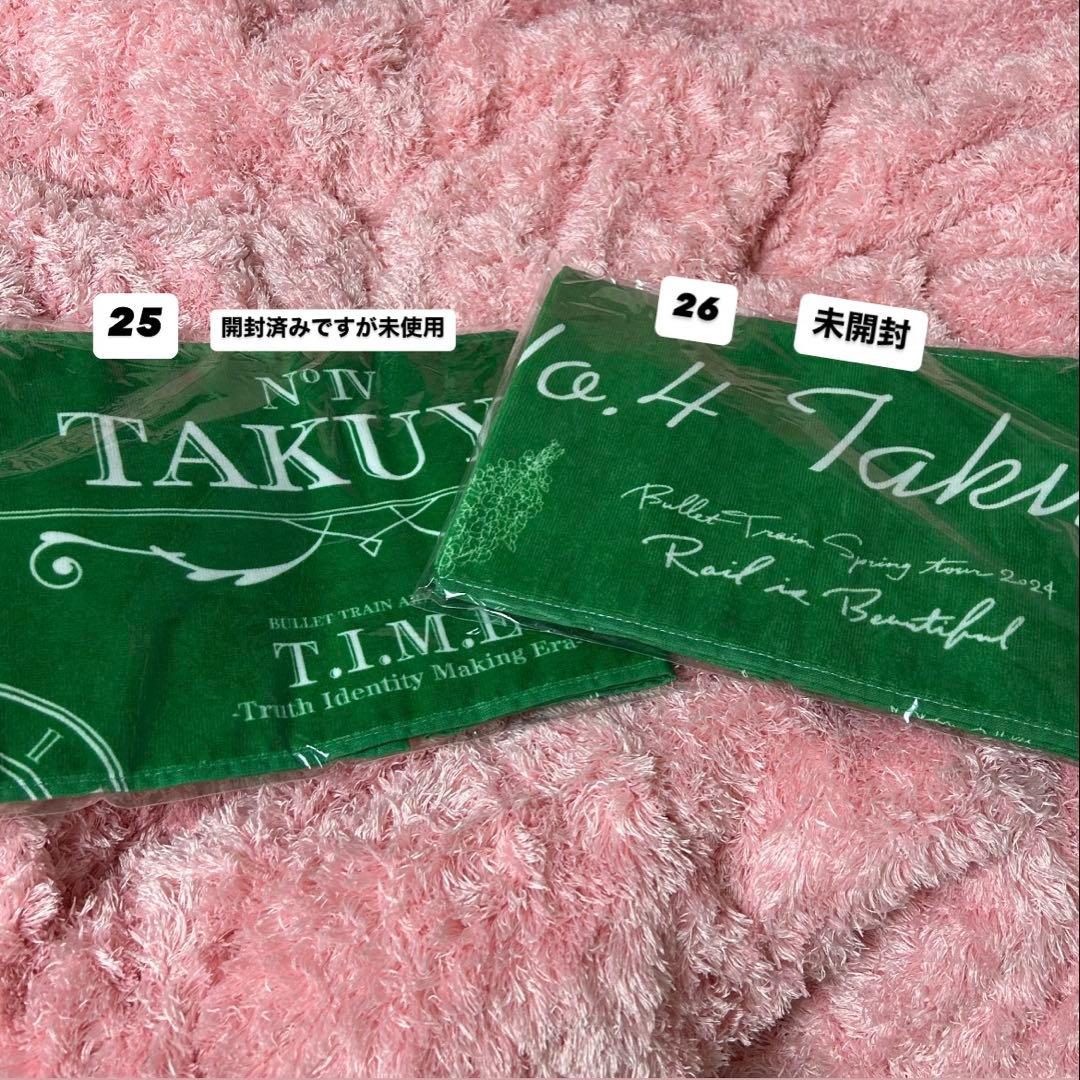 25
開封済みですが未使用
Nº IV
TAKUY
BULLET TRAIN A
T.I.M.E
-Truth Identity Making Era-
II
26
未開封
o.4 Taku
Bullet Train Spring tour 2024
Rail is Beautiful